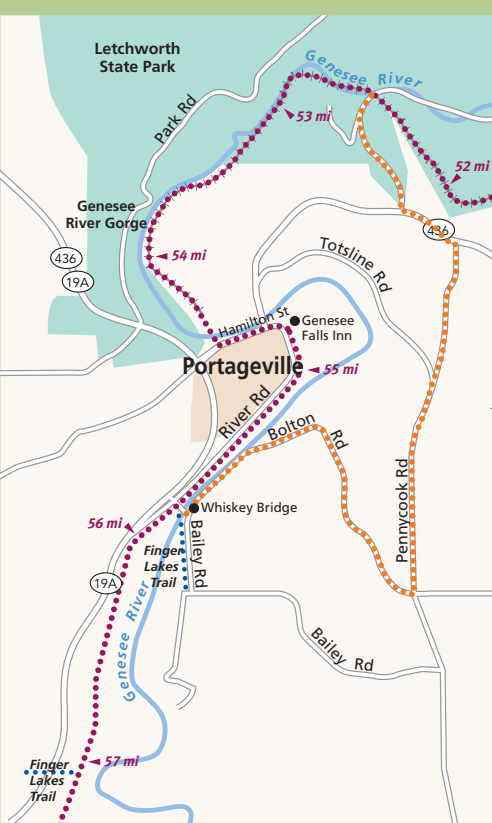 Letchworth
State Park
Genesee River
Park Rd
53 mi
52 mi
Genesee
River Gorge
436
436
19A
54 mi
Totsline Rd
Hamilton St
Genesee
Falls Inn
Portageville
55 mi
River Rd
Bolton Rd
Pennycook Rd
Whiskey Bridge
56 mi
Finger
Lakes
Trail
Bailey Rd
19A
Genesee River
Bailey Rd
57 mi
Finger
Lakes
Trail